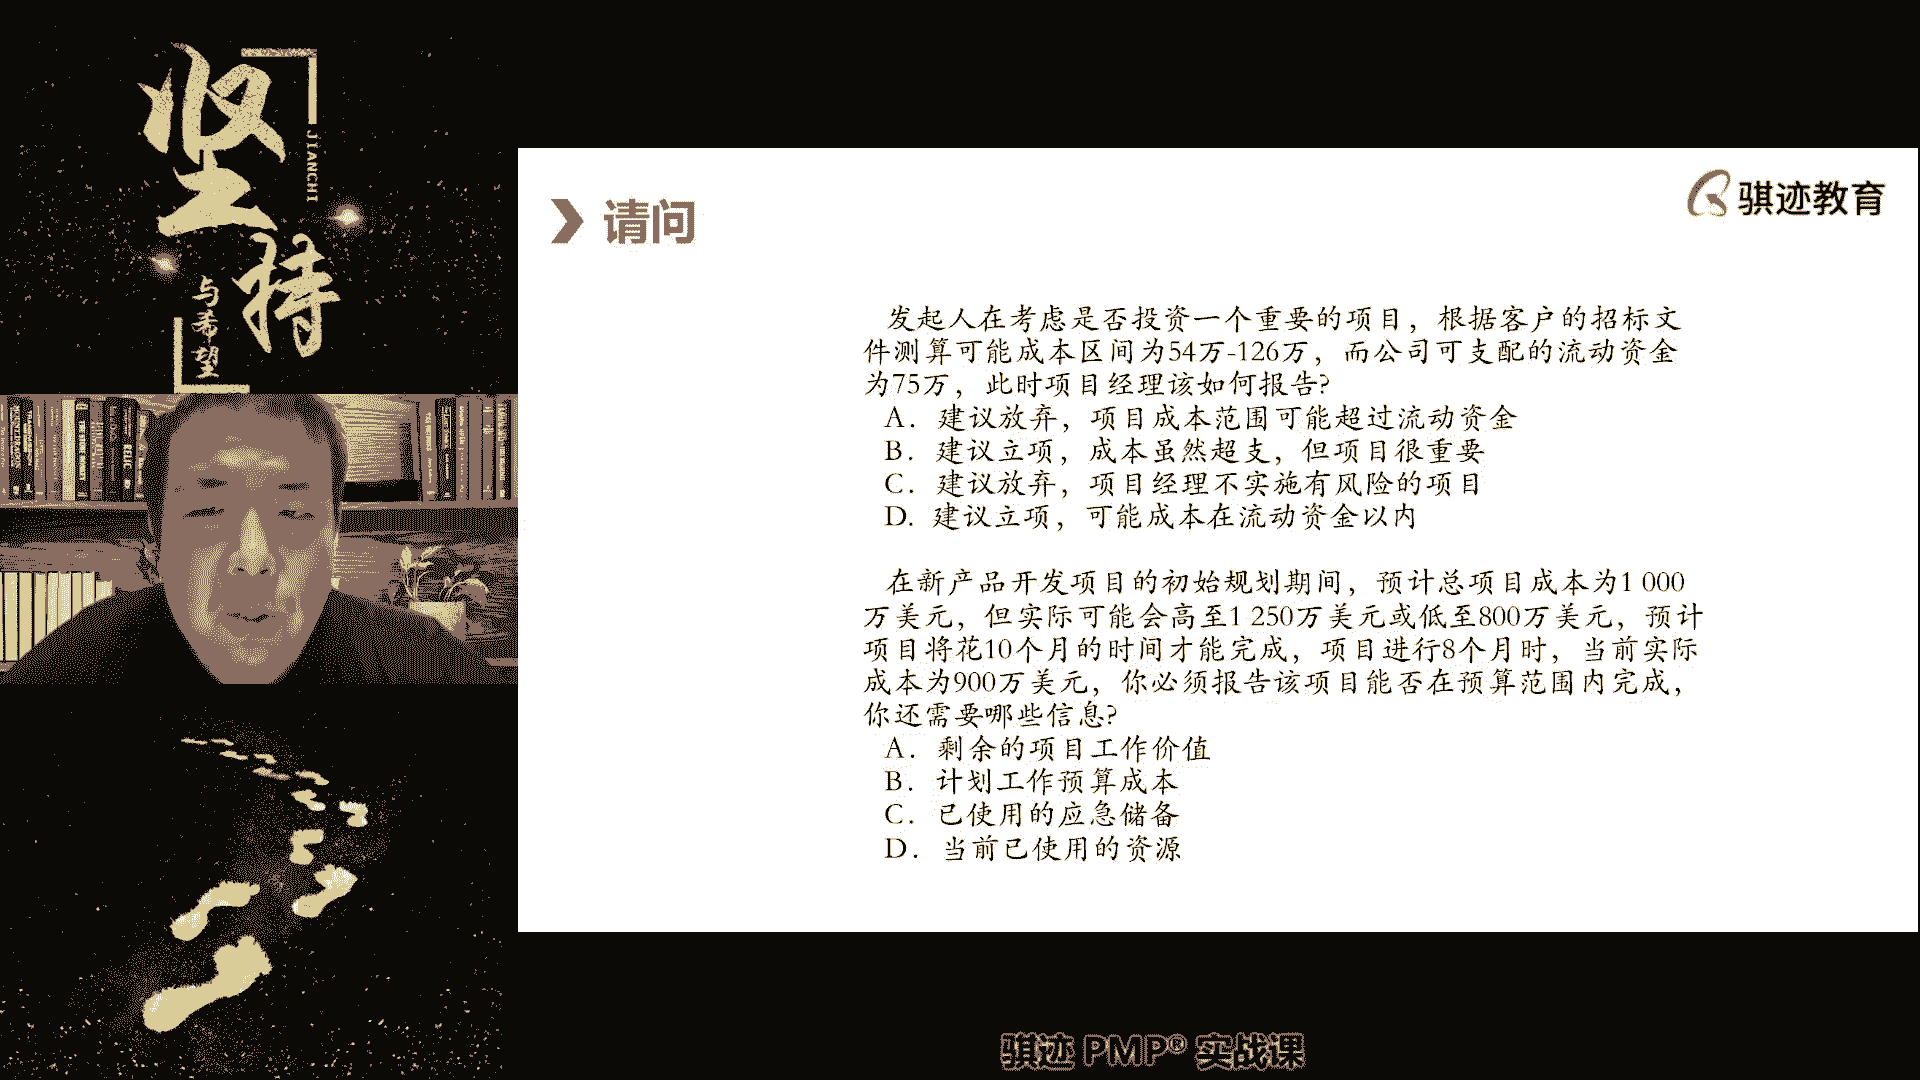 坚持
JIANCHI
与希望
骐迹教育
请问
发起人在考虑是否投资一个重要的项目，根据客户的招标文
件测算可能成本区间为54万-126万，而公司可支配的流动资金
为75万，此时项目经理该如何报告?
A. 建议放弃，项目成本范围可能超过流动资金
B. 建议立项，成本虽然超支，但项目很重要
C. 建议放弃，项目经理不实施有风险的项目
D. 建议立项，可能成本在流动资金以内
在新产品开发项目的初始规划期间，预计总项目成本为1 000
万美元，但实际可能会高至1 250万美元或低至800万美元，预计
项目将花10个月的时间才能完成，项目进行8个月时，当前实际
成本为900万美元，你必须报告该项目能否在预算范围内完成，
你还需要哪些信息?
A. 剩余的项目工作价值
B. 计划工作预算成本
C. 已使用的应急储备
D. 当前已使用的资源
骐迹 PMP® 实战课